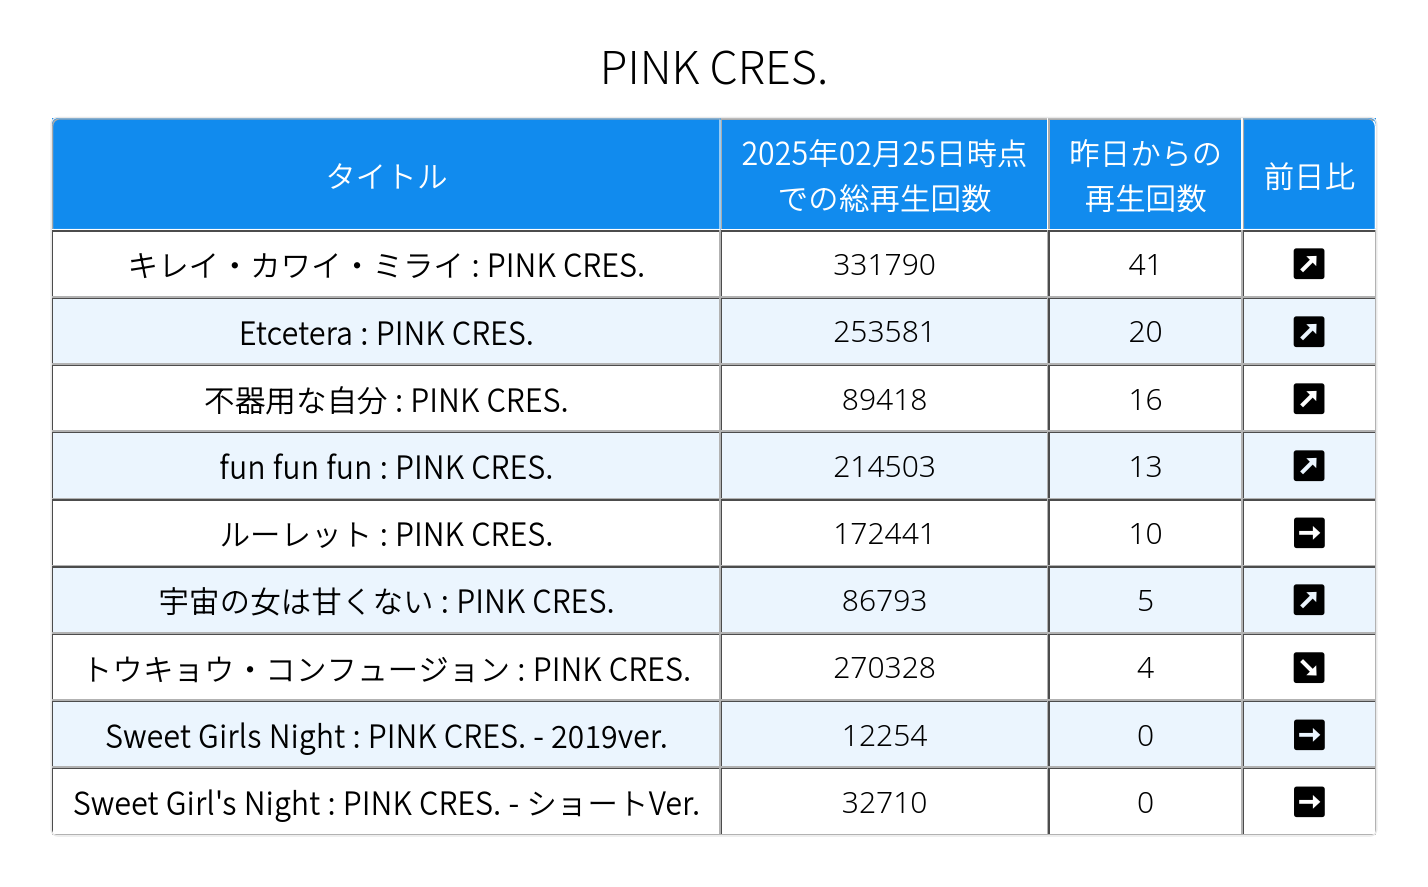 PINK CRES.
タイトル
2025年02月25日時点
での総再生回数
昨日からの
再生回数
前日比
キレイ・カワイ・ミライ : PINK CRES. 331790 41 ↗
Etcetera : PINK CRES. 253581 20 ↗
不器用な自分 : PINK CRES. 89418 16 ↗
fun fun fun : PINK CRES. 214503 13 ↗
ルーレット : PINK CRES. 172441 10 →
宇宙の女は甘くない : PINK CRES. 86793 5 ↗
トウキョウ・コンフュージョン : PINK CRES. 270328 4 ↘
Sweet Girls Night : PINK CRES. - 2019ver. 12254 0 →
Sweet Girl's Night : PINK CRES. - ショートVer. 32710 0 →